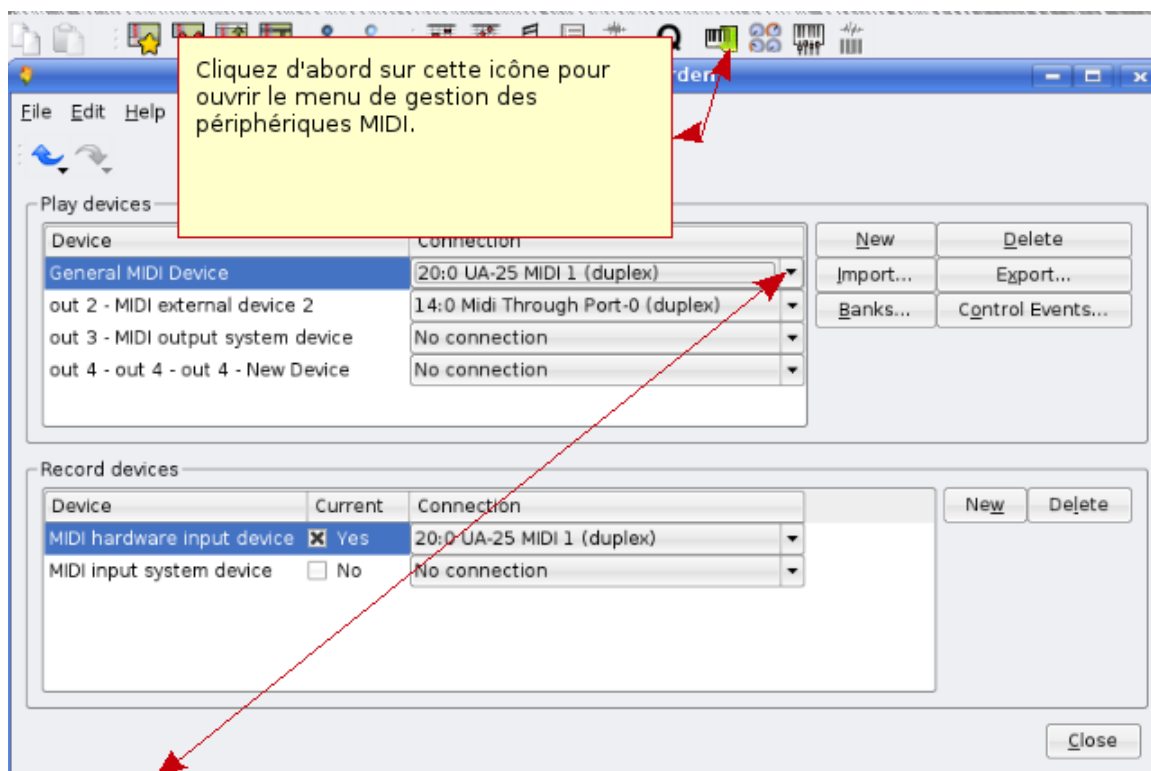 Cliquez d'abord sur cette icône pour
ouvrir le menu de gestion des
périphériques MIDI.
File Edit Help
Play devices
Device Connection
General MIDI Device 20:0 UA-25 MIDI 1 (duplex)
out 2 - MIDI external device 2 14:0 Midi Through Port-0 (duplex)
out 3 - MIDI output system device No connection
out 4 - out 4 - out 4 - New Device No connection
New Delete
Import... Export...
Banks... Control Events...
Record devices
Device Current Connection
MIDI hardware input device Yes 20:0 UA-25 MIDI 1 (duplex)
MIDI input system device No No connection
New Delete
Close